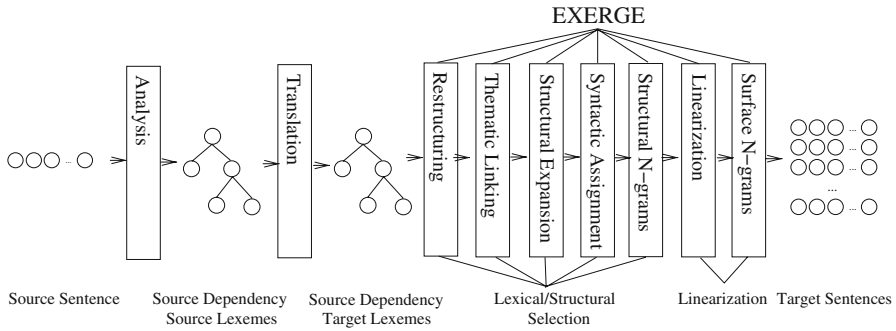 EXERGE
Analysis
Translation
Restructuring
Thematic Linking
Structural Expansion
Syntactic Assignment
Structural N-grams
Linearization
Surface N-grams
...
...
...
...
...
...
Source Sentence
Source Dependency
Source Lexemes
Source Dependency
Target Lexemes
Lexical/Structural
Selection
Linearization
Target Sentences